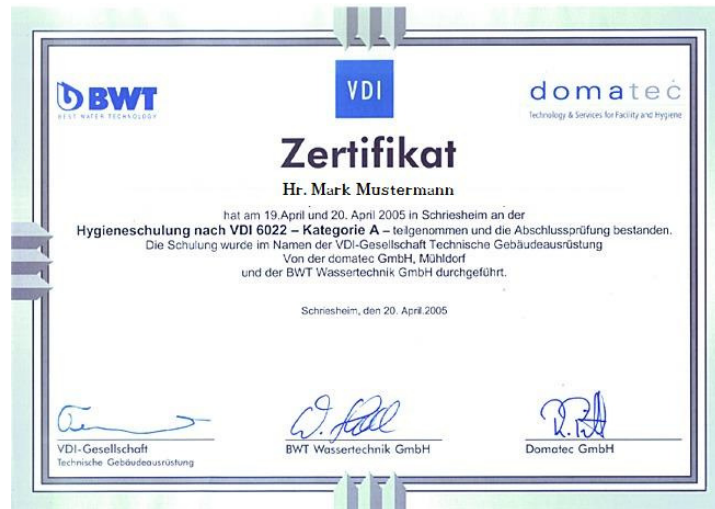 BWT
BEST WATER TECHNOLOGY
VDI
domatec
Technology & Services for Facility and Hygiene
Zertifikat
Hr. Mark Mustermann
hat am 19.April und 20. April 2005 in Schriesheim an der
Hygieneschulung nach VDI 6022 – Kategorie A – teilgenommen und die Abschlussprüfung bestanden.
Die Schulung wurde im Namen der VDI-Gesellschaft Technische Gebäudeausrüstung
Von der domatec GmbH, Mühldorf
und der BWT Wassertechnik GmbH durchgeführt.
Schriesheim, den 20. April.2005
VDI-Gesellschaft
Technische Gebäudeausrüstung
BWT Wassertechnik GmbH
Domatec GmbH